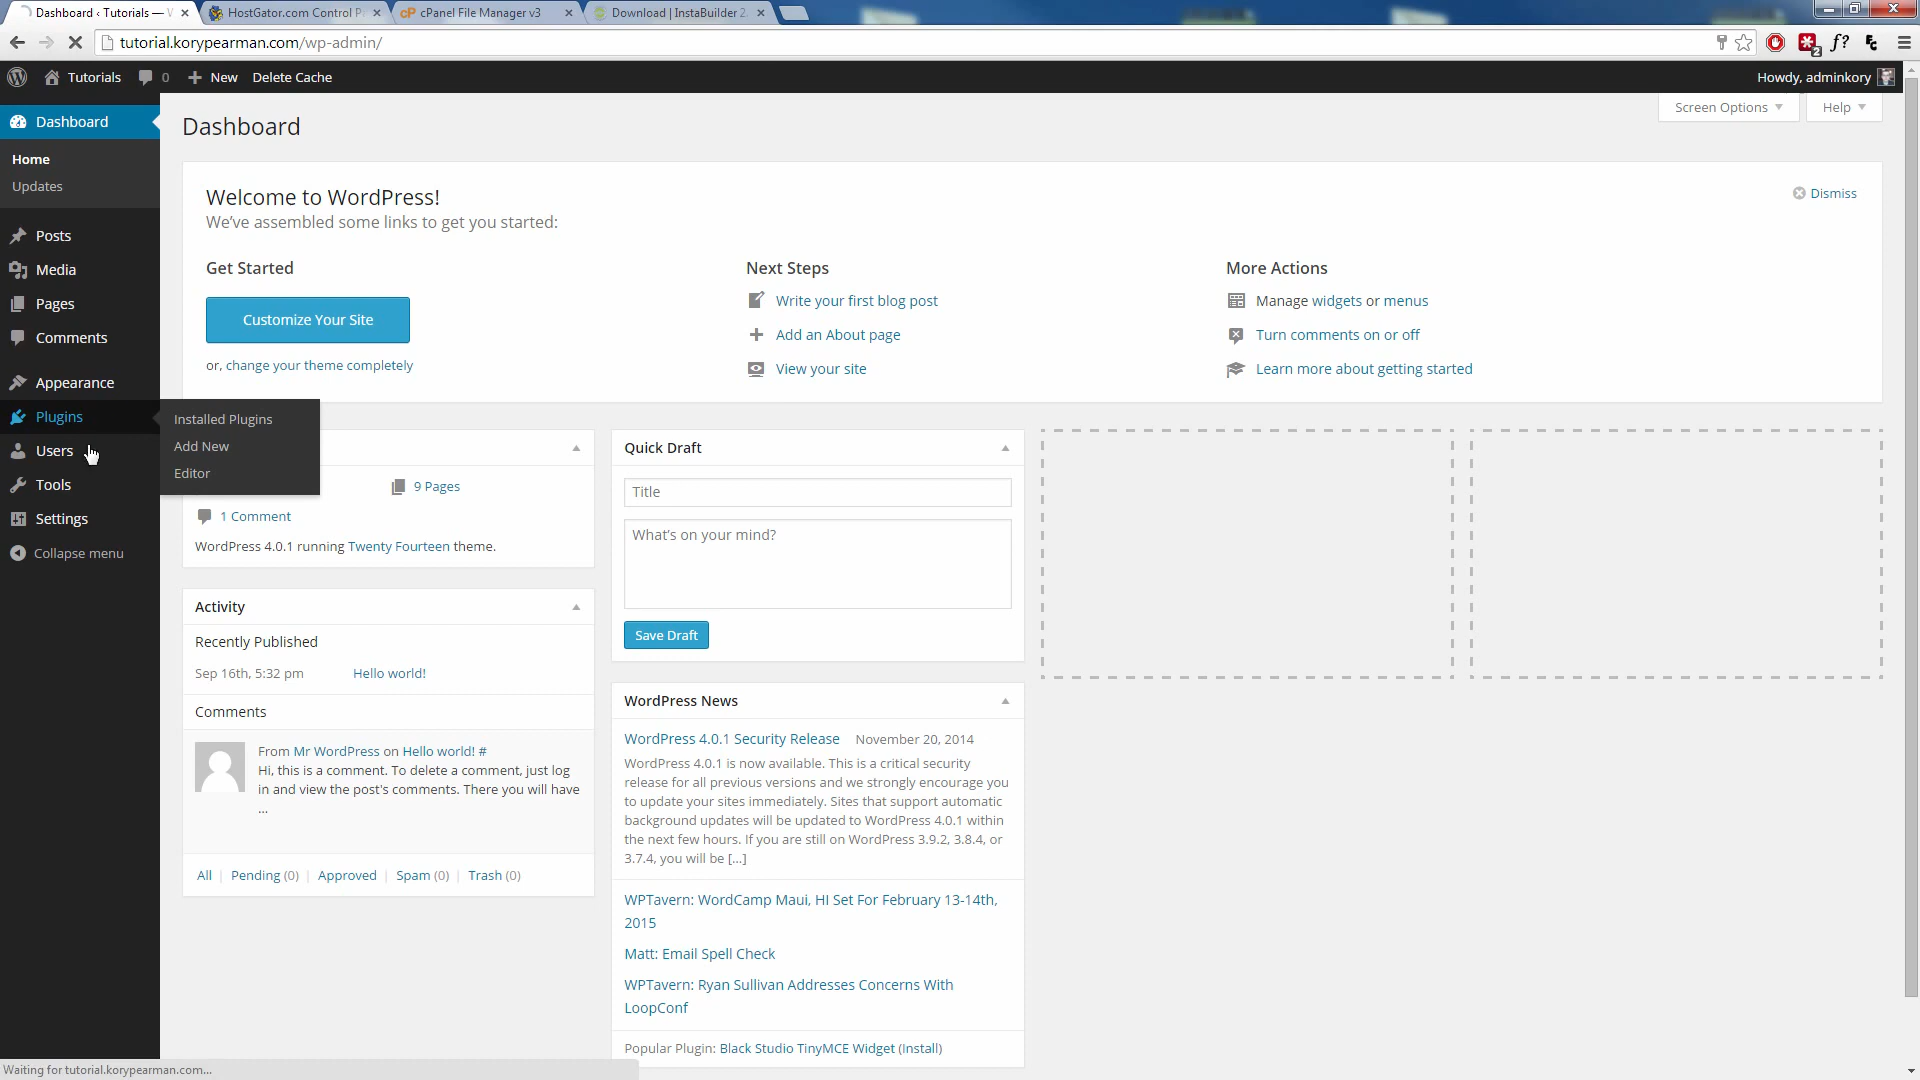 Dashboard ‹ Tutorials — W
HostGator.com Control P
cPanel File Manager v3
Download | InstaBuilder 2
tutorial.korypearman.com/wp-admin/
Tutorials
0
New
Delete Cache
Howdy, adminkory
Dashboard
Home
Updates
Posts
Media
Pages
Comments
Appearance
Plugins
Users
Tools
Settings
Collapse menu
Installed Plugins
Add New
Editor
Dashboard
Screen Options
Help
Welcome to WordPress!
We've assembled some links to get you started:
Dismiss
Get Started
Customize Your Site
or, change your theme completely
Next Steps
Write your first blog post
Add an About page
View your site
More Actions
Manage widgets or menus
Turn comments on or off
Learn more about getting started
9 Pages
1 Comment
WordPress 4.0.1 running Twenty Fourteen theme.
Activity
Recently Published
Sep 16th, 5:32 pm
Hello world!
Comments
From Mr WordPress on Hello world! #
Hi, this is a comment. To delete a comment, just log
in and view the post's comments. There you will have
...
All | Pending (0) | Approved | Spam (0) | Trash (0)
Quick Draft
Title
What's on your mind?
Save Draft
WordPress News
WordPress 4.0.1 Security Release November 20, 2014
WordPress 4.0.1 is now available. This is a critical
security release for all previous versions and we strongly encourage you
to update your sites immediately. Sites that support automatic
background updates will be updated to WordPress 4.0.1 within
the next few hours. If you are still on WordPress 3.9.2, 3.8.4, or
3.7.4, you will be [...]
WPTavern: WordCamp Maui, HI Set For February 13-14th,
2015
Matt: Email Spell Check
WPTavern: Ryan Sullivan Addresses Concerns With
LoopConf
Popular Plugin: Black Studio TinyMCE Widget (Install)
Waiting for tutorial.korypearman.com...